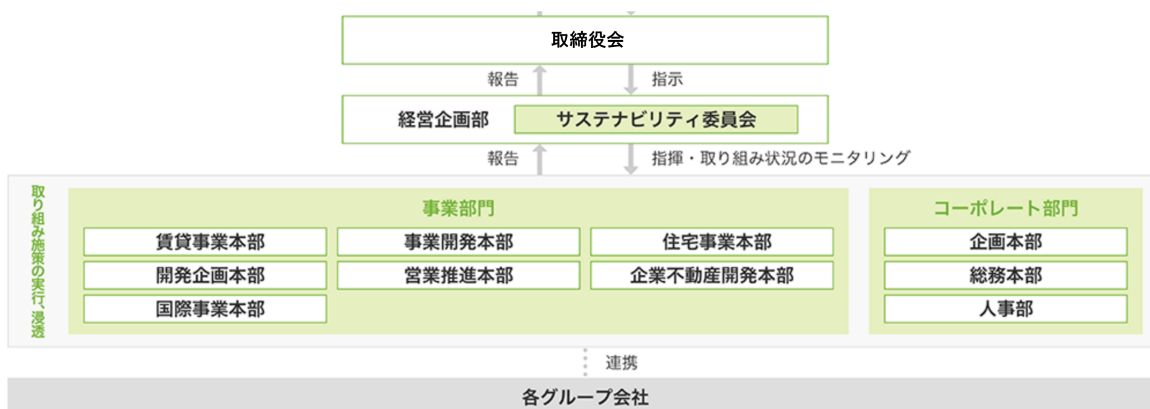 取締役会
報告
指示
経営企画部
サステナビリティ委員会
報告
指揮・取り組み状況のモニタリング
取り組み施策の実行、浸透
事業部門
賃貸事業本部
事業開発本部
住宅事業本部
開発企画本部
営業推進本部
企業不動産開発本部
国際事業本部
コーポレート部門
企画本部
総務本部
人事部
連携
各グループ会社